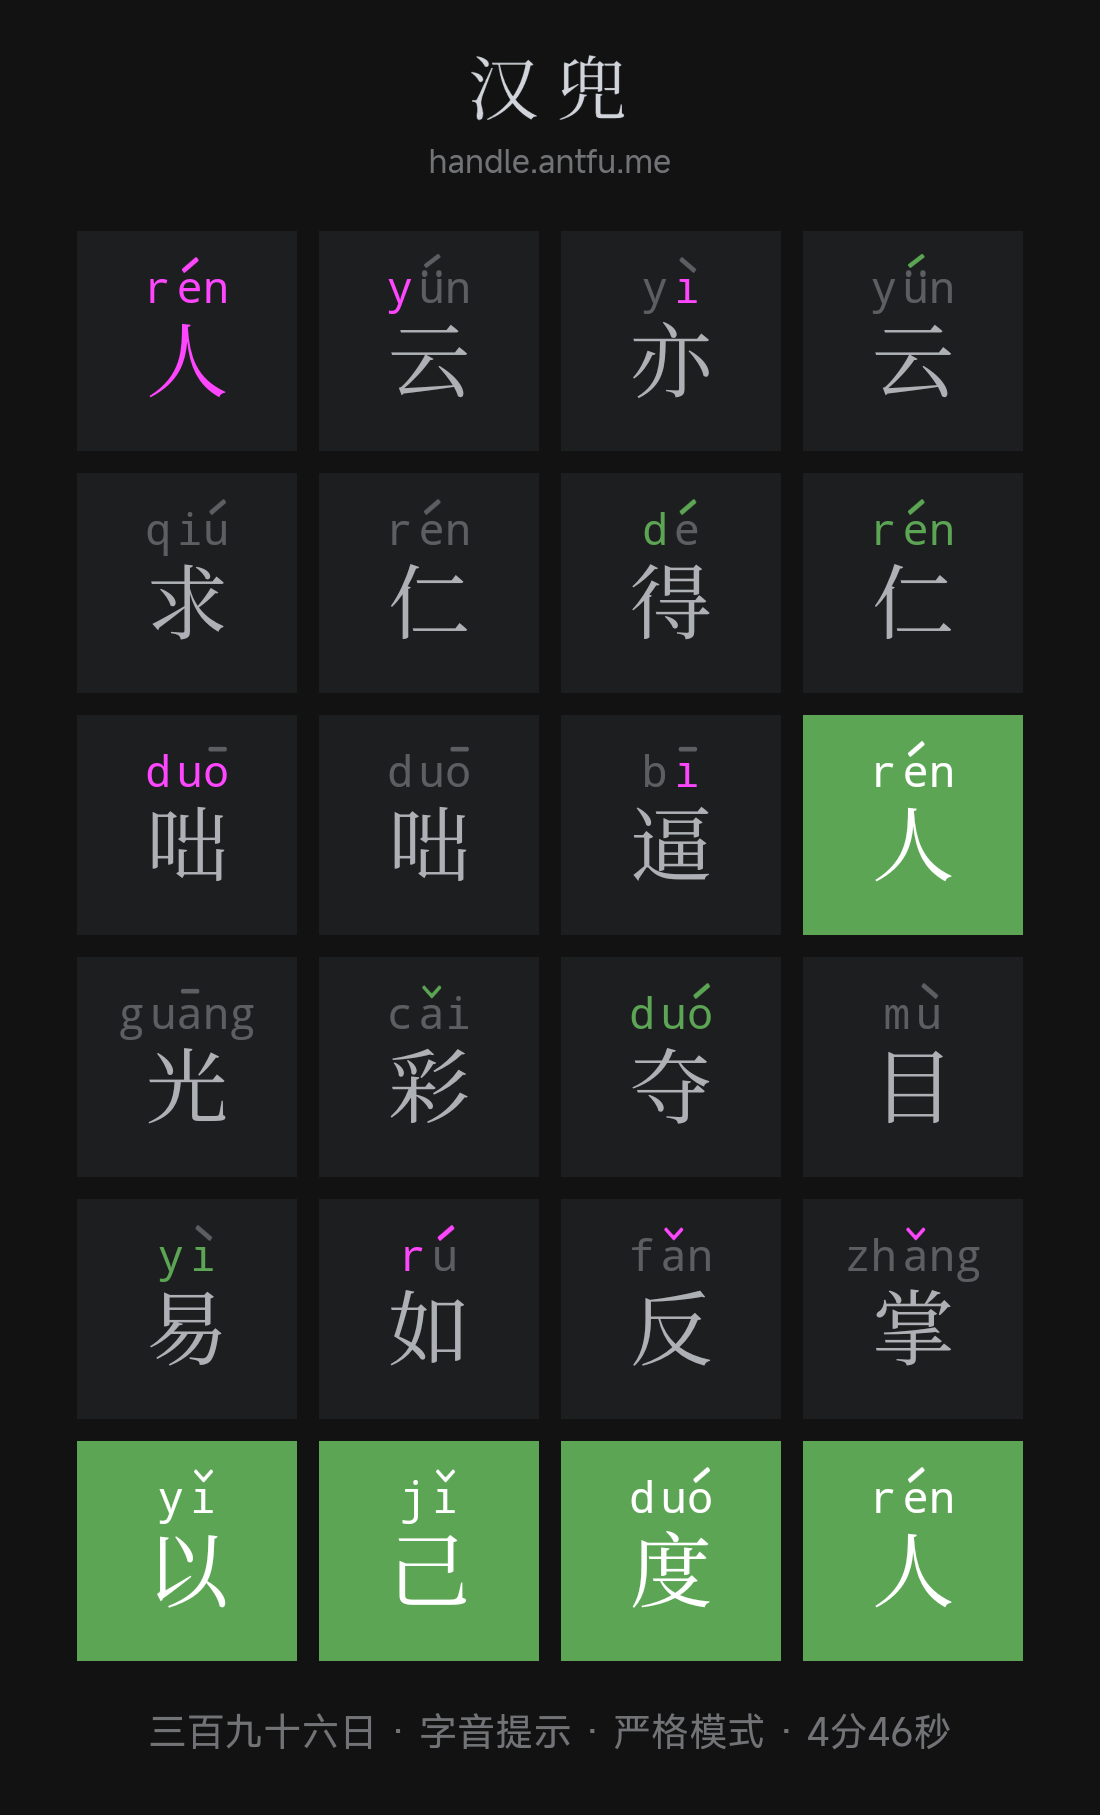 汉兜
handle.antfu.me
rén yún yì yún
人 云 亦 云
qiú rén dé rén
求 仁 得 仁
duō duō bī rén
咄 咄 逼 人
guāng cǎi duó mù
光 彩 夺 目
yì rú fǎn zhǎng
易 如 反 掌
yǐ jǐ duó rén
以 己 度 人
三百九十六日 · 字音提示 · 严格模式 · 4分46秒